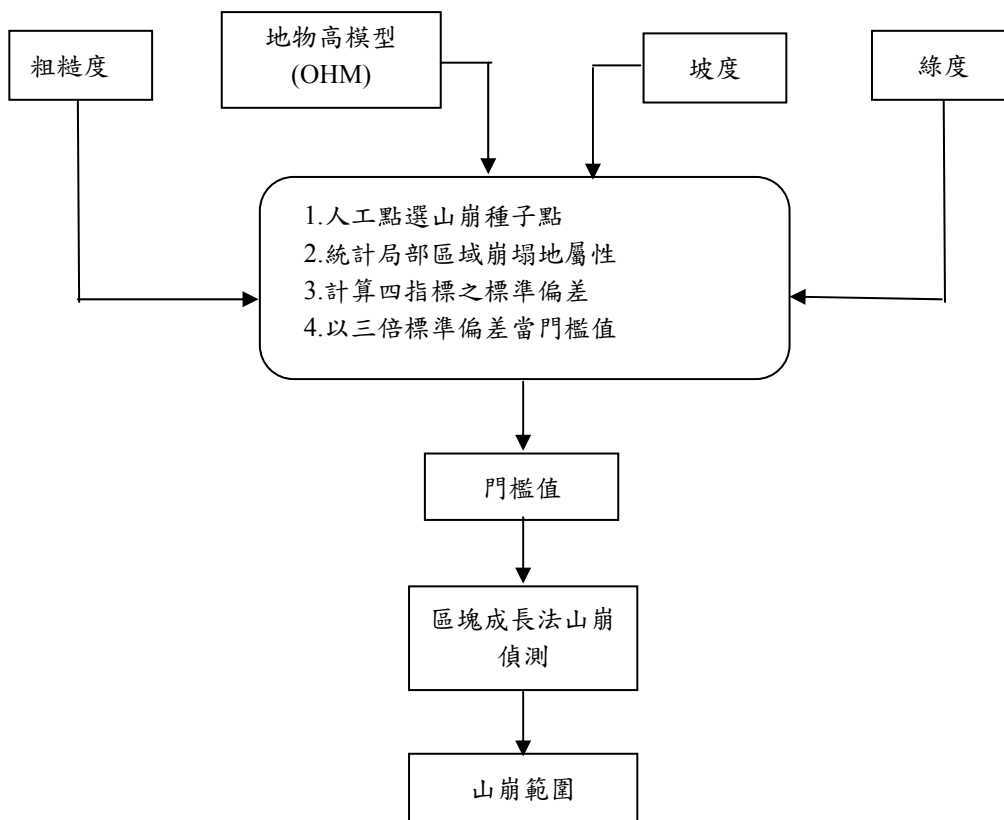 粗糙度
地物高模型
(OHM)
坡度
綠度
1.人工點選山崩種子點
2.統計局部區域崩塌地屬性
3.計算四指標之標準偏差
4.以三倍標準偏差當門檻值
門檻值
區塊成長法山崩
偵測
山崩範圍